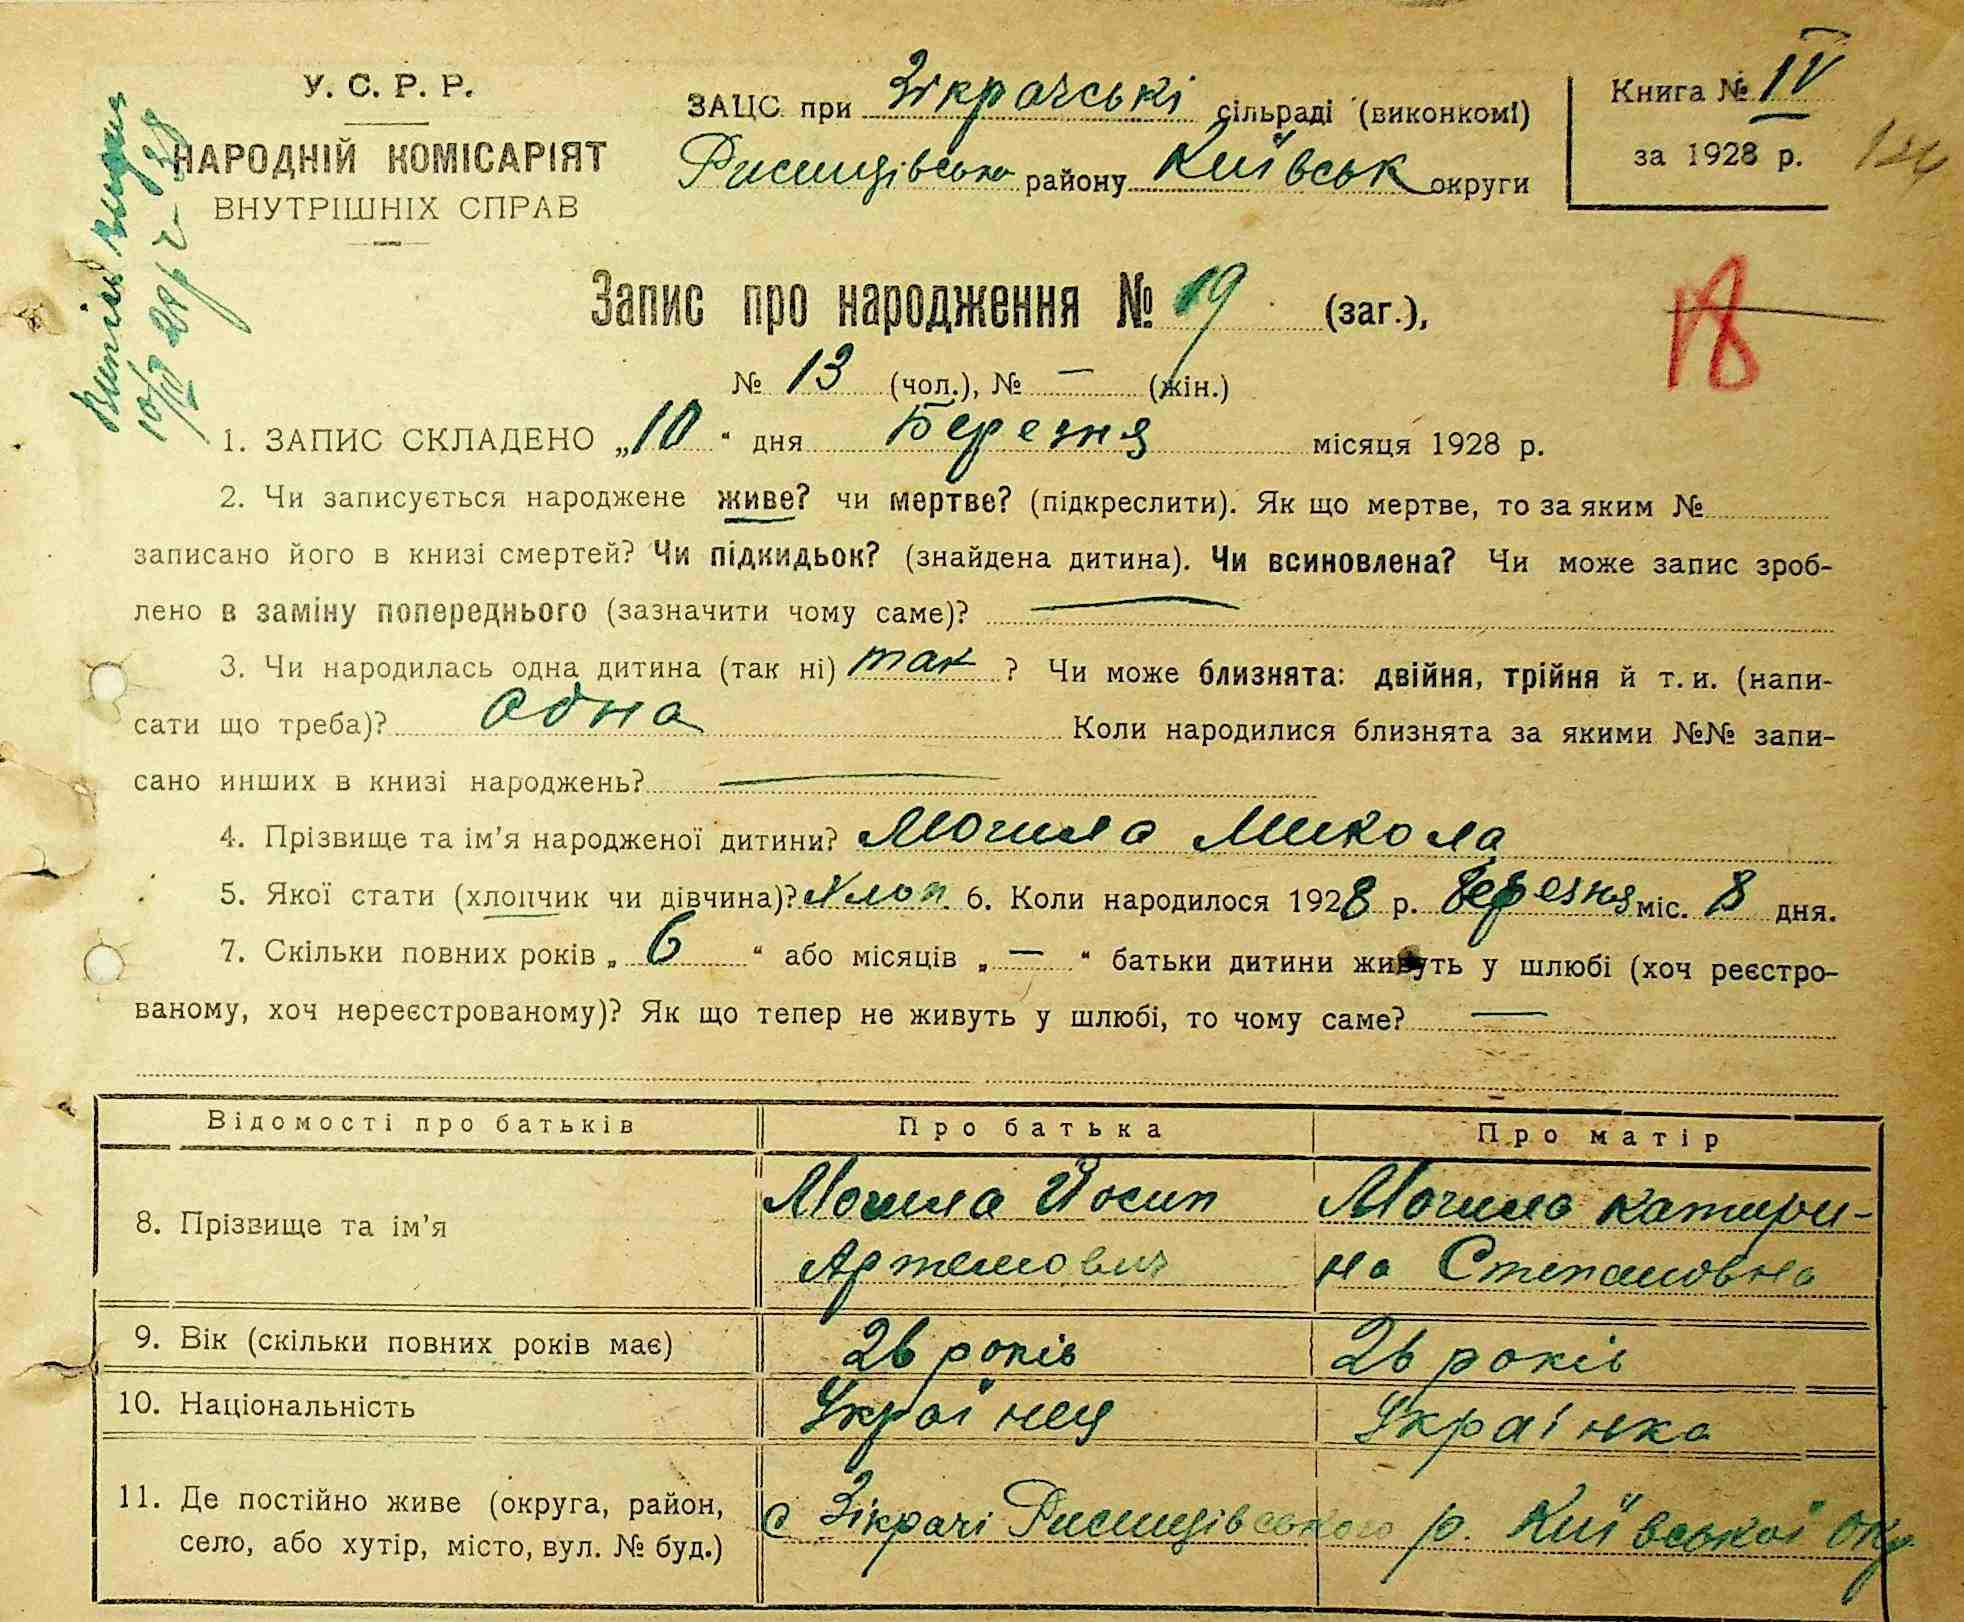 У. С. Р. Р.
НАРОДНІЙ КОМІСАРІЯТ
ВНУТРІШНІХ СПРАВ
ЗАЦС при Зікрачські сільраді (виконкомі)
району Київськ округи
Книга № IV
за 1928 р.
18
Запис про народження № 19 (заг.),
№ 13 (чол.), № — (жін.)
1. ЗАПИС СКЛАДЕНО „10“ дня Березня місяця 1928 р.
2. Чи записується народжене живе? чи мертве? (підкреслити). Як що мертве, то за яким №
записано його в книзі смертей? Чи підкидьок? (знайдена дитина). Чи всиновлена? Чи може запис зроб-
лено в заміну попереднього (зазначити чому саме)? —
3. Чи народилась одна дитина (так ні) так ? Чи може близнята: двійня, трійня й т. и. (напи-
сати що треба)? одна Коли народилися близнята за якими №№ запи-
сано инших в книзі народжень? —
4. Прізвище та ім'я народженої дитини? Могила Микола
5. Якої стати (хлопчик чи дівчина)? Хлоп. 6. Коли народилося 1928 р. березня міс. 8 дня.
7. Скільки повних років „6“ або місяців „—“ батьки дитини живуть у шлюбі (хоч реєстро-
ваному, хоч нереєстрованому)? Як що тепер не живуть у шлюбі, то чому саме? —
Відомості про батьків Про батька Про матір
8. Прізвище та ім'я Могила Йосип Могила Катери-
Артемович на Степановна
9. Вік (скільки повних років має) 26 років 26 років
10. Національність Українець Українка
11. Де постійно живе (округа, район,
село, або хутір, місто, вул. № буд.) с Зікрачі р. Київської окр